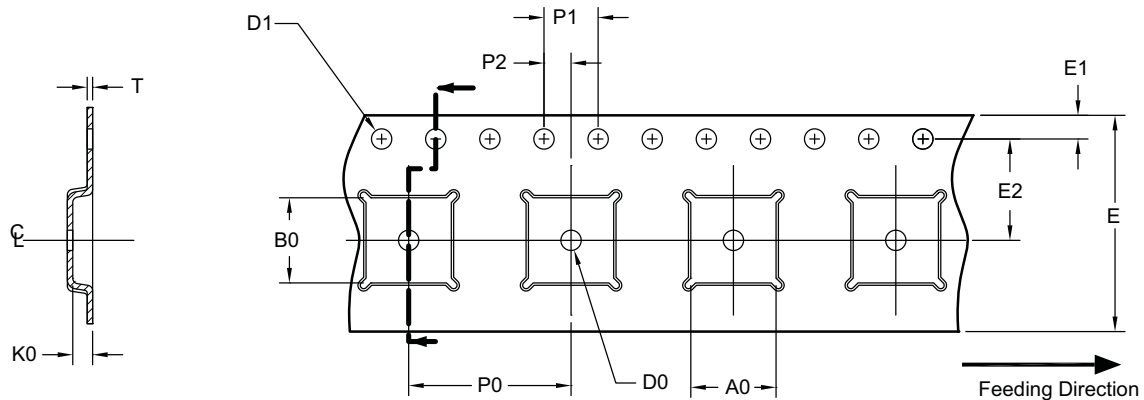 D1
P1
P2
T
E1
E2
E
B0
℄
K0
P0
D0
A0
Feeding Direction